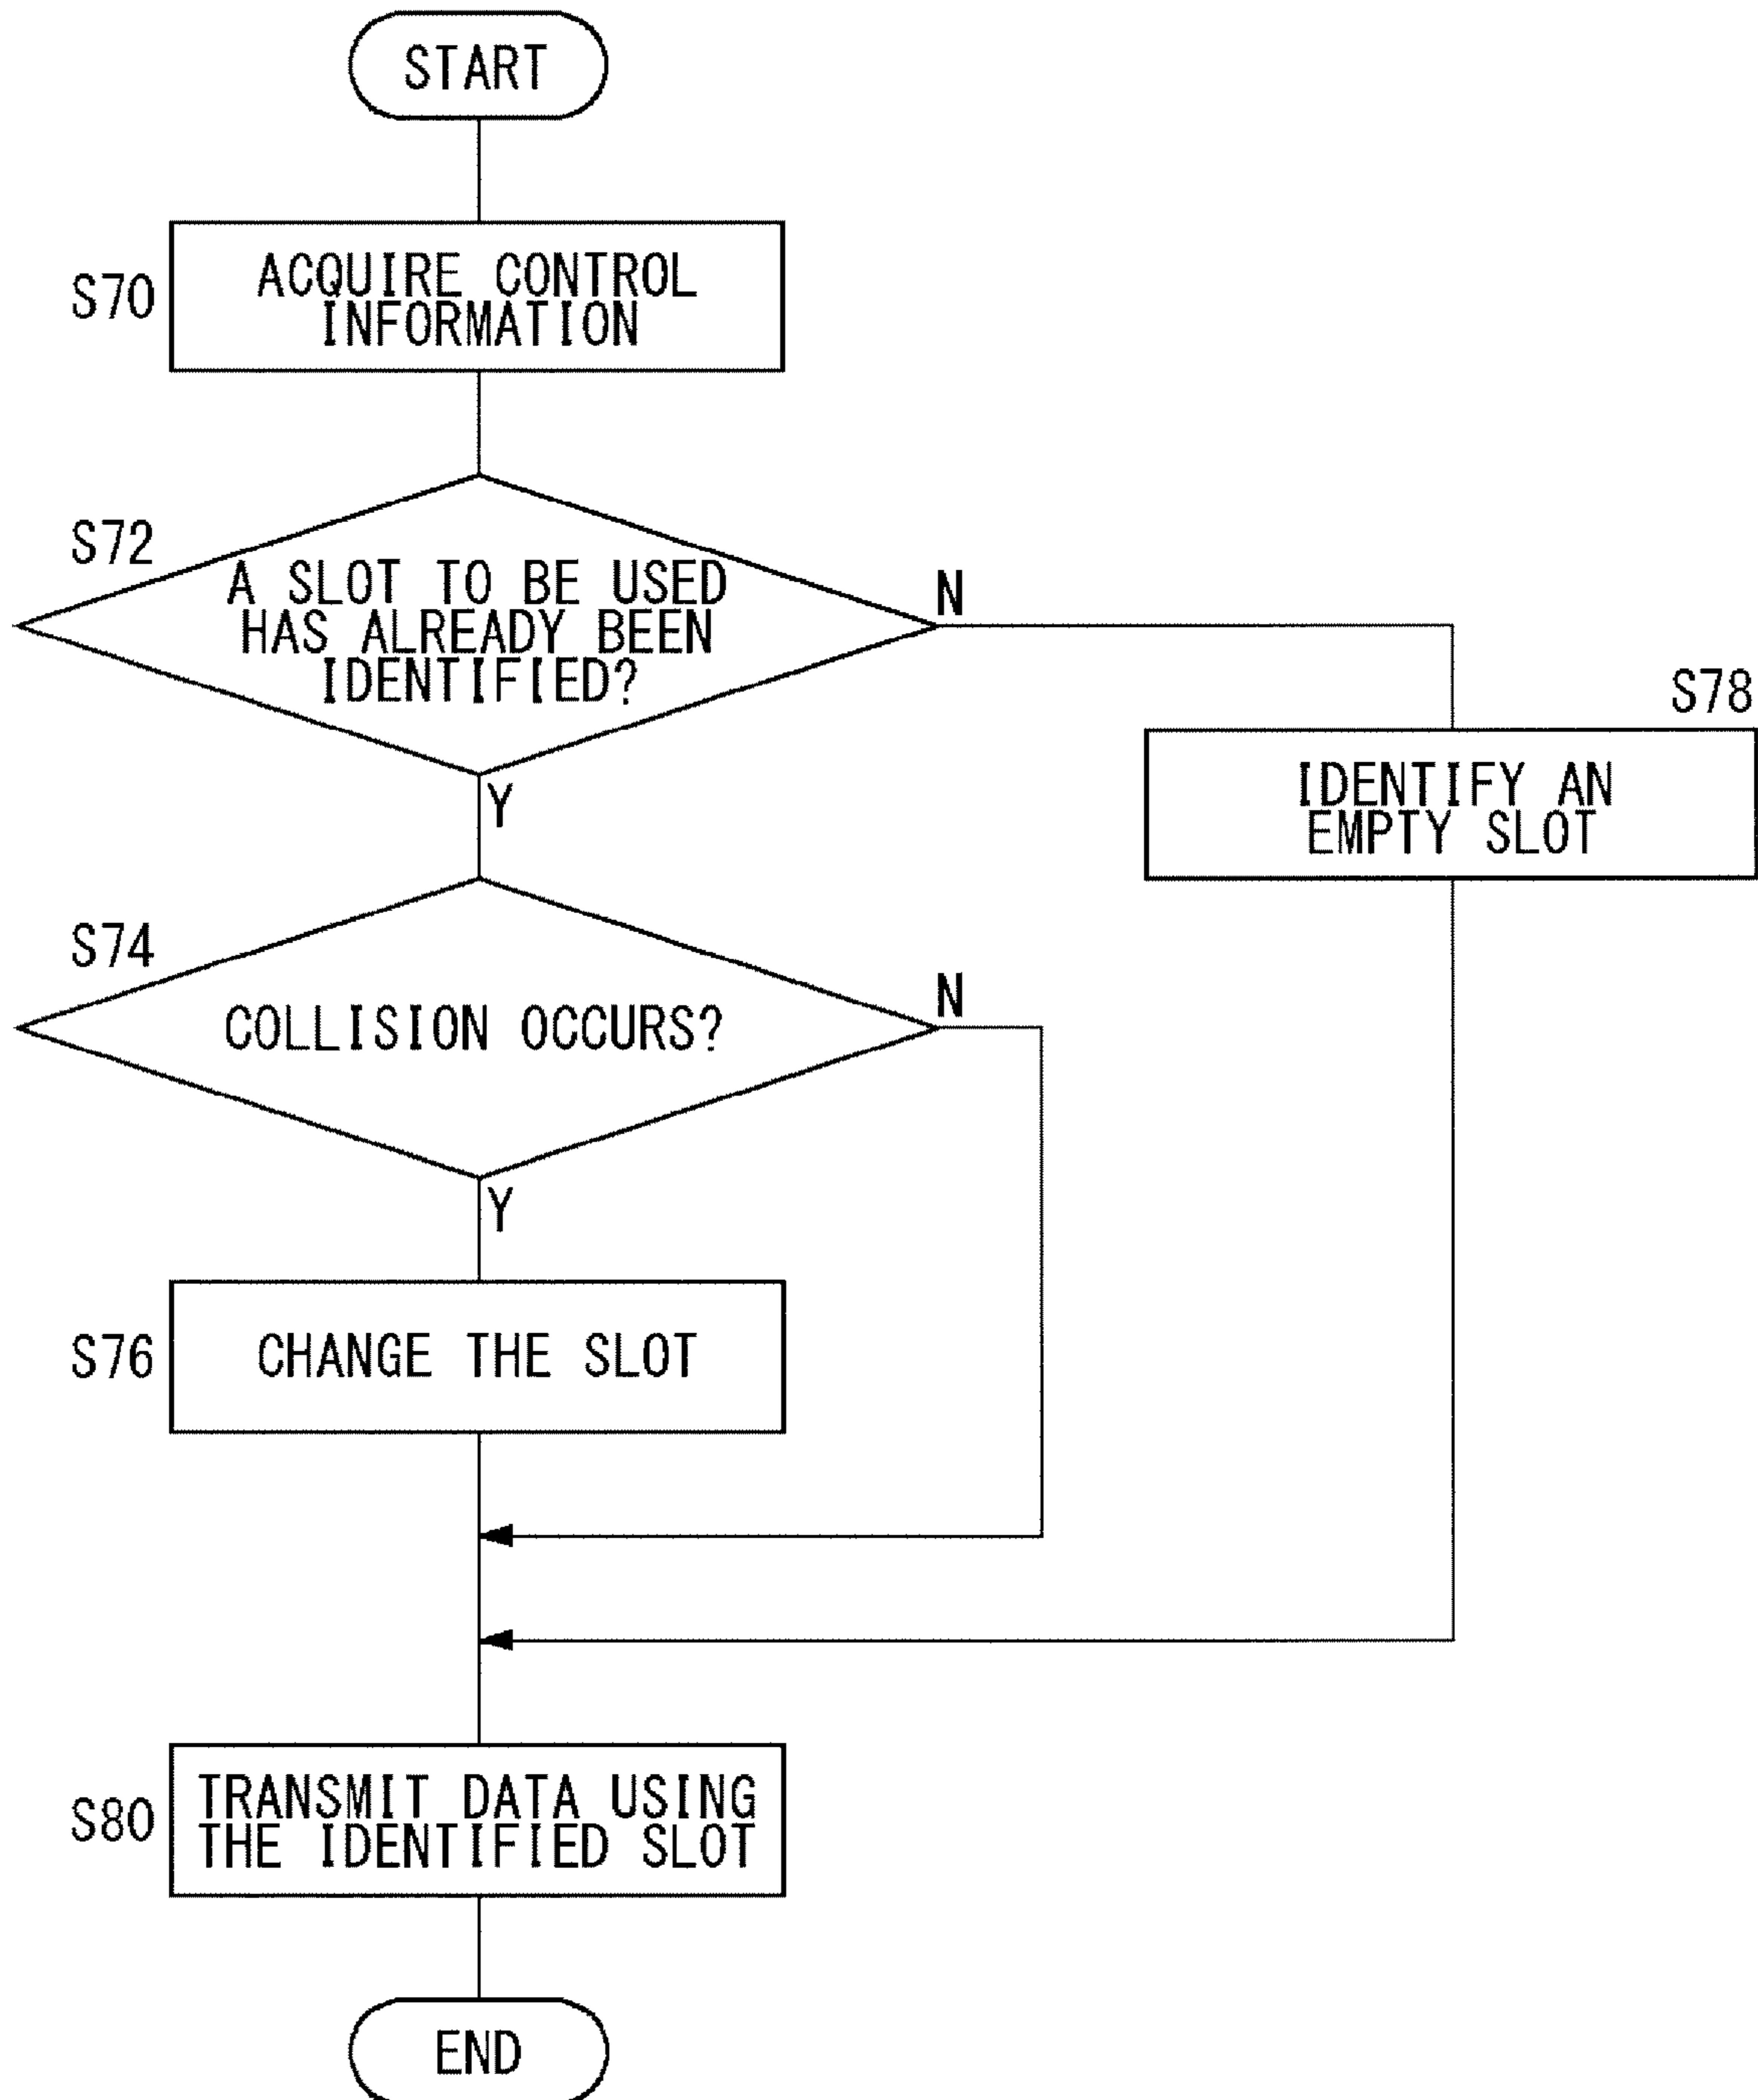 START
S70
ACQUIRE CONTROL
INFORMATION
S72
A SLOT TO BE USED
HAS ALREADY BEEN
IDENTIFIED?
N
Y
S78
IDENTIFY AN
EMPTY SLOT
S74
COLLISION OCCURS?
N
Y
S76
CHANGE THE SLOT
S80
TRANSMIT DATA USING
THE IDENTIFIED SLOT
END